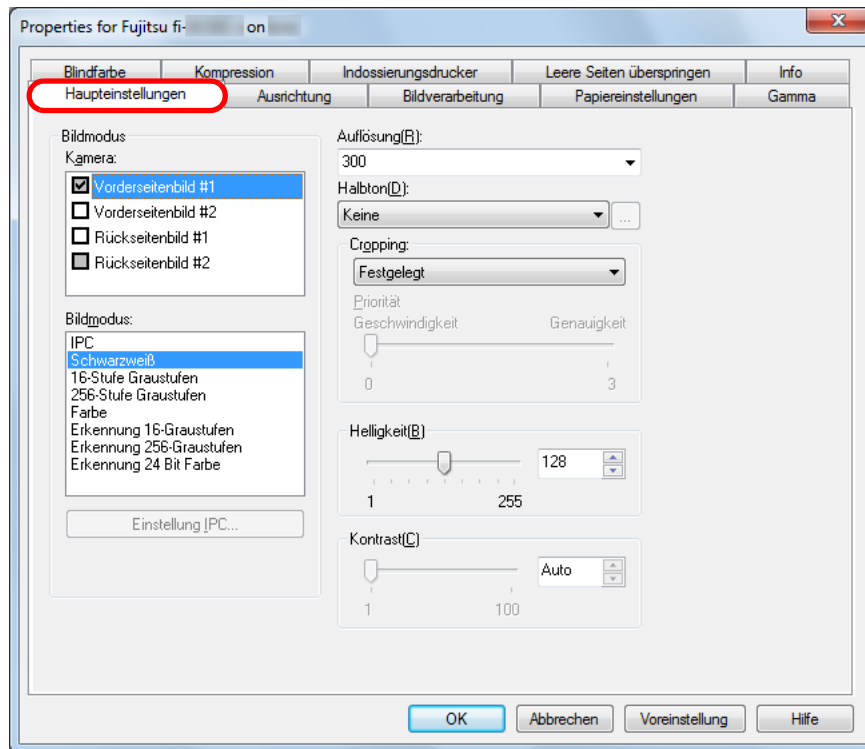 Properties for Fujitsu fi- on
Blindfarbe Kompression Indossierungsdrucker Leere Seiten überspringen Info
Haupteinstellungen Ausrichtung Bildverarbeitung Papiereinstellungen Gamma
Bildmodus
Kamera:
Vorderseitenbild #1
Vorderseitenbild #2
Rückseitenbild #1
Rückseitenbild #2
Bildmodus:
IPC
Schwarzweiß
16-Stufe Graustufen
256-Stufe Graustufen
Farbe
Erkennung 16-Graustufen
Erkennung 256-Graustufen
Erkennung 24 Bit Farbe
Einstellung IPC...
Auflösung(R):
300
Halbton(D):
Keine ...
Cropping:
Festgelegt
Priorität
Geschwindigkeit Genauigkeit
0 3
Helligkeit(B)
128
1 255
Kontrast(C)
Auto
1 100
OK Abbrechen Voreinstellung Hilfe